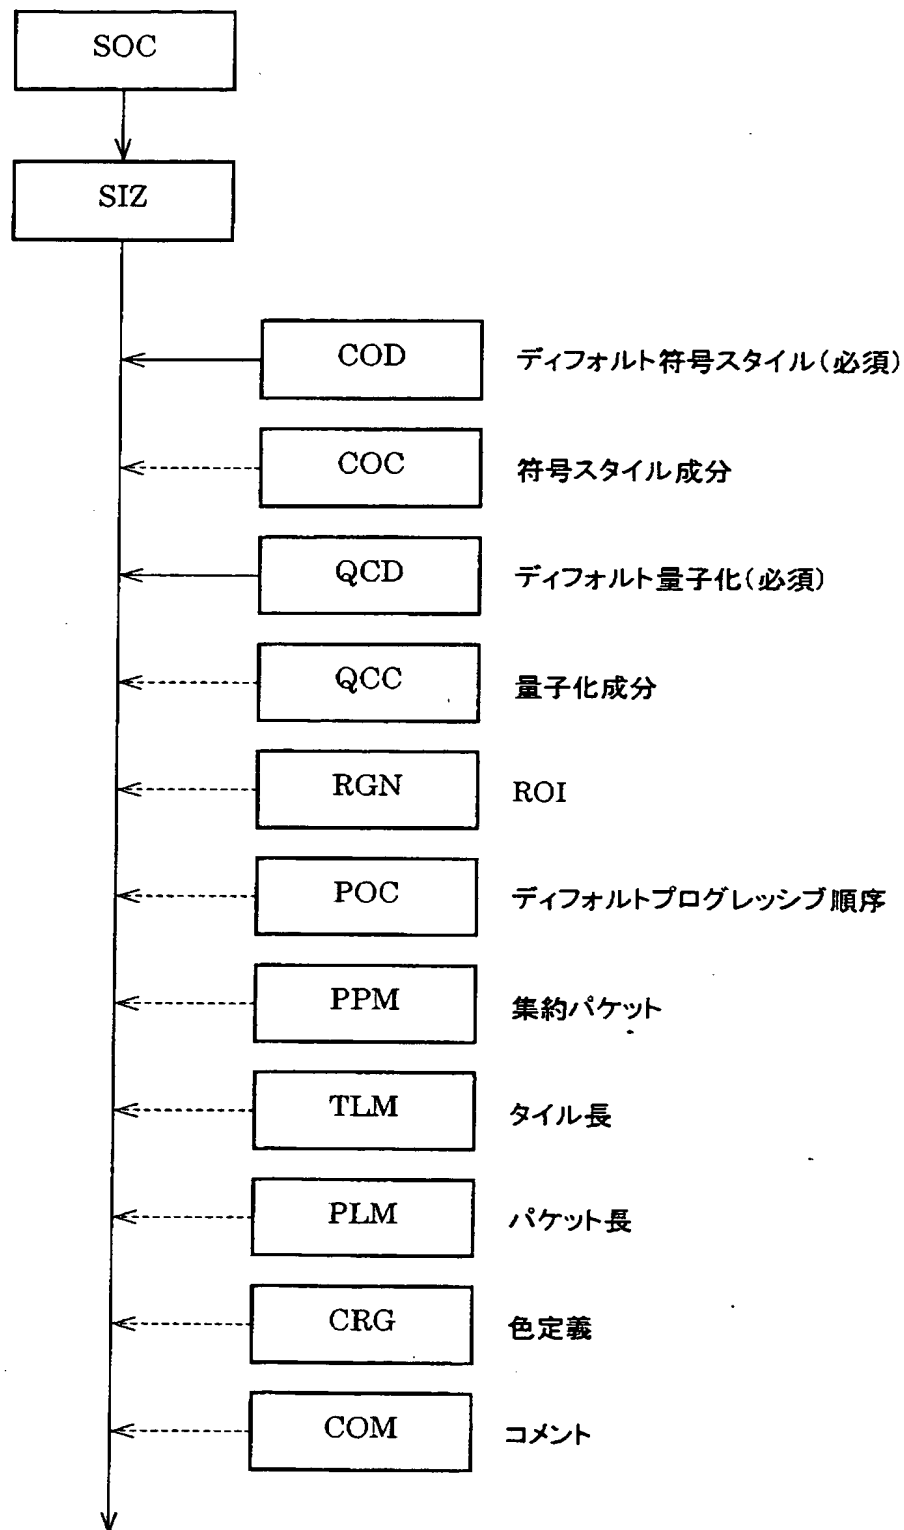 SOC
SIZ
COD ディフォルト符号スタイル(必須)
COC 符号スタイル成分
QCD ディフォルト量子化(必須)
QCC 量子化成分
RGN ROI
POC ディフォルトプログレッシブ順序
PPM 集約パケット
TLM タイル長
PLM パケット長
CRG 色定義
COM コメント